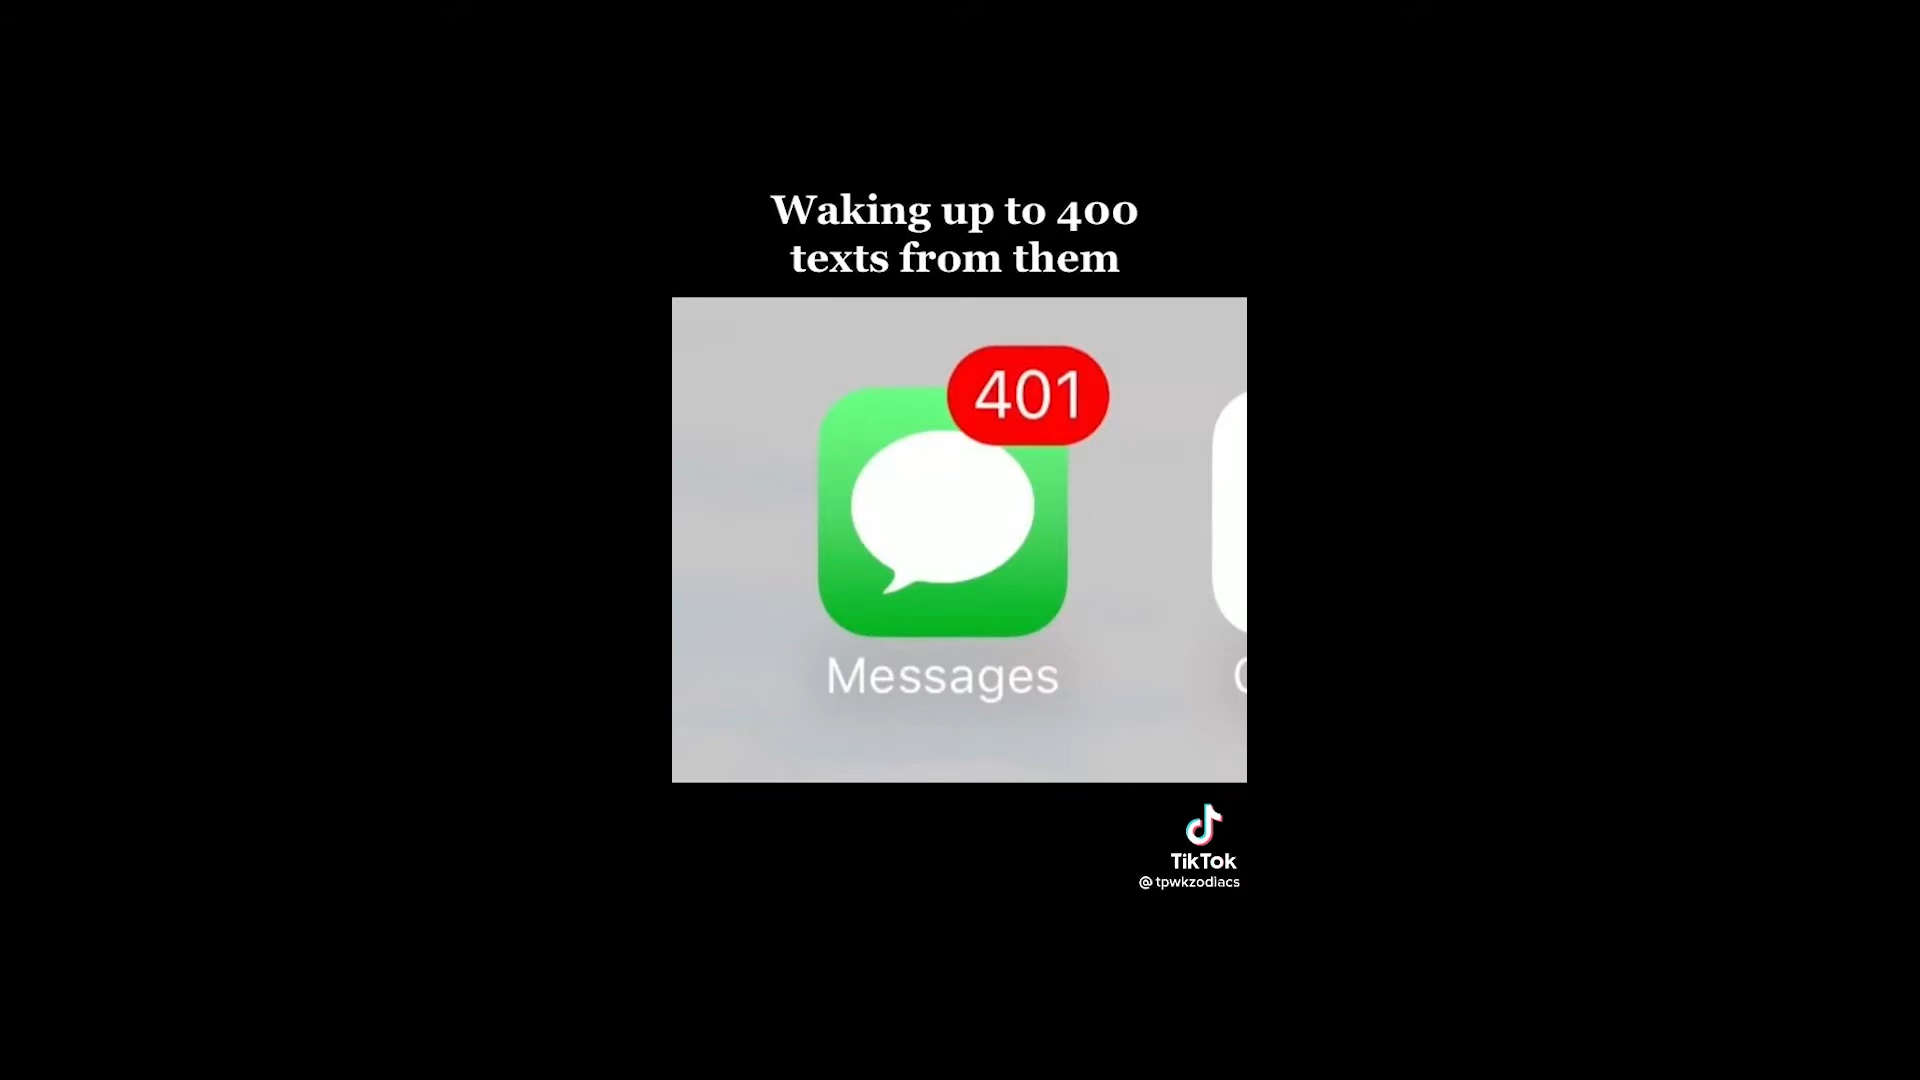 Waking up to 400
texts from them
401
Messages
TikTok
@tpwkzodiacs